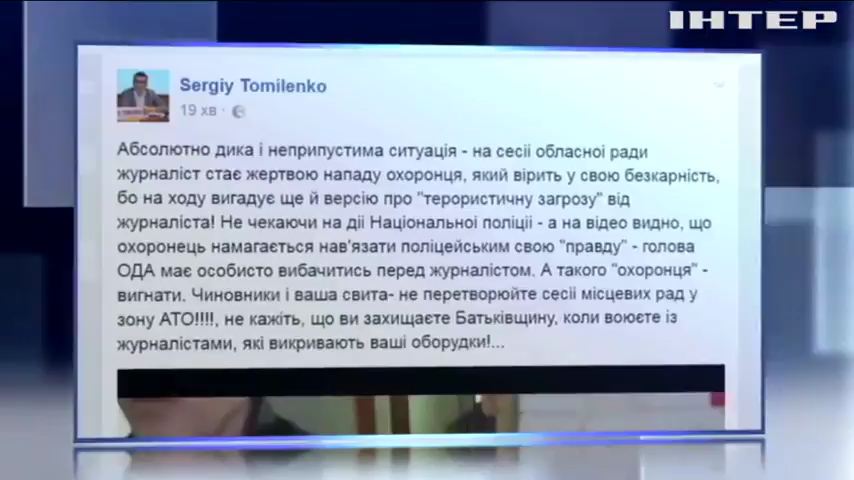 ІНТЕР
Sergiy Tomilenko
19 хв ·
Абсолютно дика і неприпустима ситуація - на сесії обласної ради
журналіст стає жертвою нападу охоронця, який вірить у свою безкарність,
бо на ходу вигадує ще й версію про "терористичну загрозу" від
журналіста! Не чекаючи на дії Національної поліції - а на відео видно, що
охоронець намагається нав'язати поліцейським свою "правду" - голова
ОДА має особисто вибачитись перед журналістом. А такого "охоронця" -
вигнати. Чиновники і ваша свита- не перетворюйте сесії місцевих рад у
зону АТО!!!!, не кажіть, що ви захищаєте Батьківщину, коли воюєте із
журналістами, які викривають ваші оборудки!...